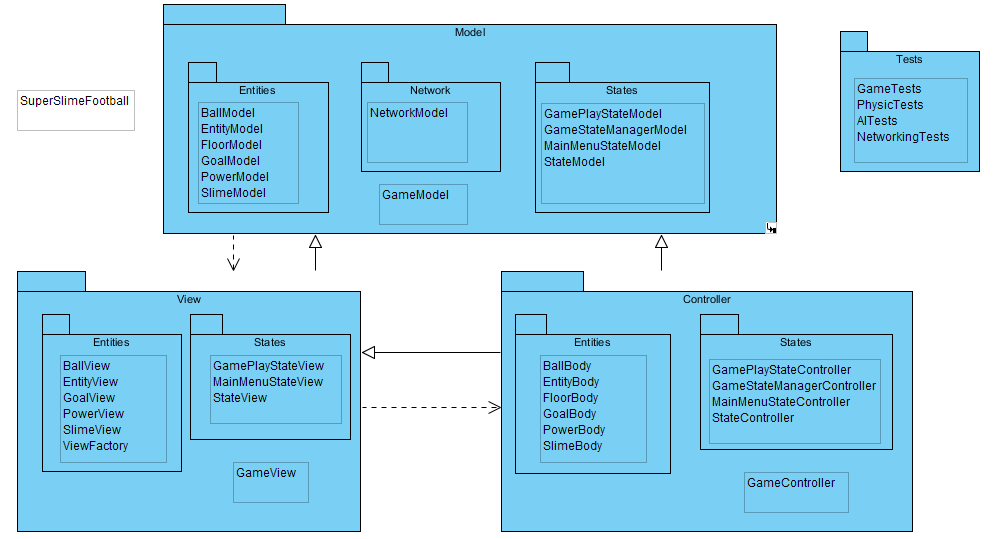 Model
SuperSlimeFootball
Entities
BallModel
EntityModel
FloorModel
GoalModel
PowerModel
SlimeModel
Network
NetworkModel
GameModel
States
GamePlayStateModel
GameStateManagerModel
MainMenuStateModel
StateModel
Tests
GameTests
PhysicTests
AITests
NetworkingTests
View
Entities
BallView
EntityView
GoalView
PowerView
SlimeView
ViewFactory
States
GamePlayStateView
MainMenuStateView
StateView
GameView
Controller
Entities
BallBody
EntityBody
FloorBody
GoalBody
PowerBody
SlimeBody
States
GamePlayStateController
GameStateManagerController
MainMenuStateController
StateController
GameController